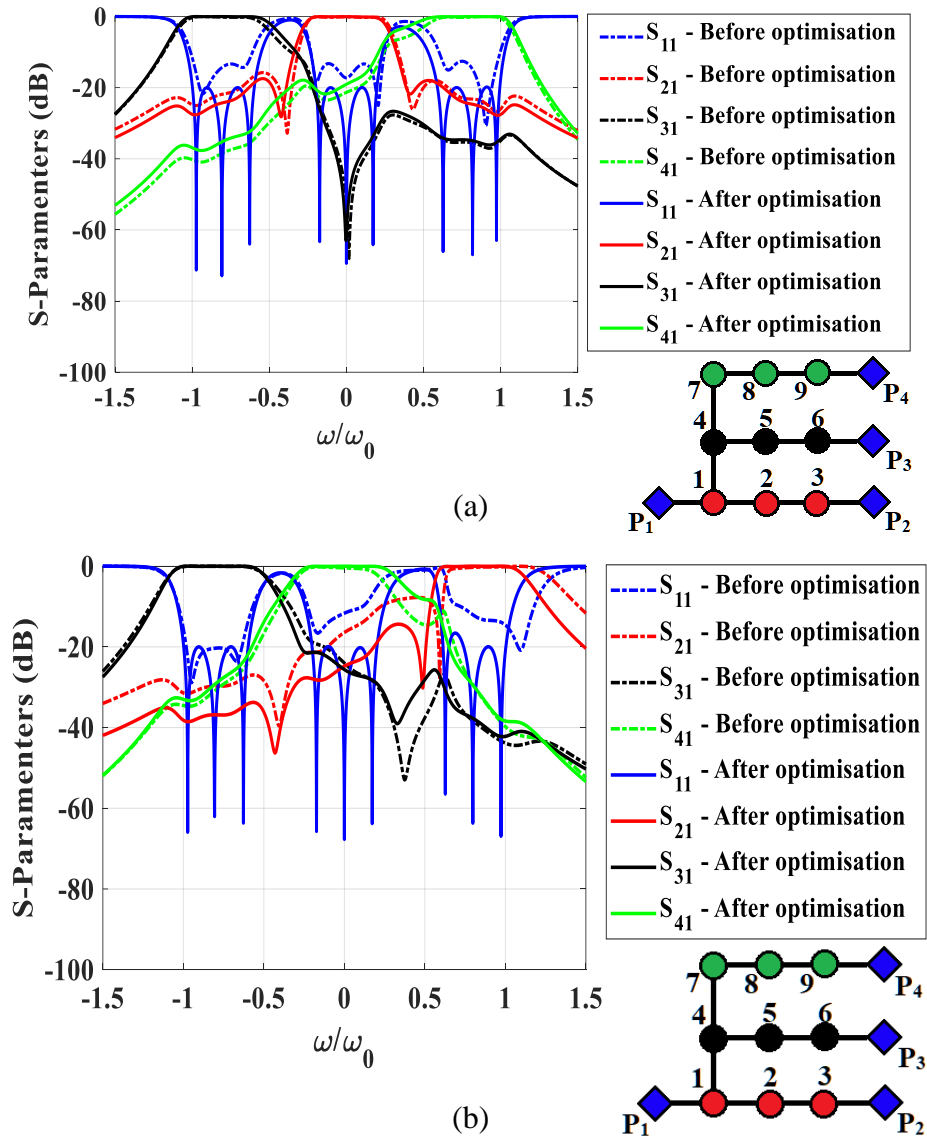 S-Paramenters (dB)
0
-20
-40
-60
-80
-100
-1.5 -1 -0.5 0 0.5 1 1.5
ω/ω0
S11 - Before optimisation
S21 - Before optimisation
S31 - Before optimisation
S41 - Before optimisation
S11 - After optimisation
S21 - After optimisation
S31 - After optimisation
S41 - After optimisation
7 8 9 P4
4 5 6 P3
1 2 3
P1 P2
(a)
S-Paramenters (dB)
0
-20
-40
-60
-80
-100
-1.5 -1 -0.5 0 0.5 1 1.5
ω/ω0
S11 - Before optimisation
S21 - Before optimisation
S31 - Before optimisation
S41 - Before optimisation
S11 - After optimisation
S21 - After optimisation
S31 - After optimisation
S41 - After optimisation
7 8 9 P4
4 5 6 P3
1 2 3
P1 P2
(b)